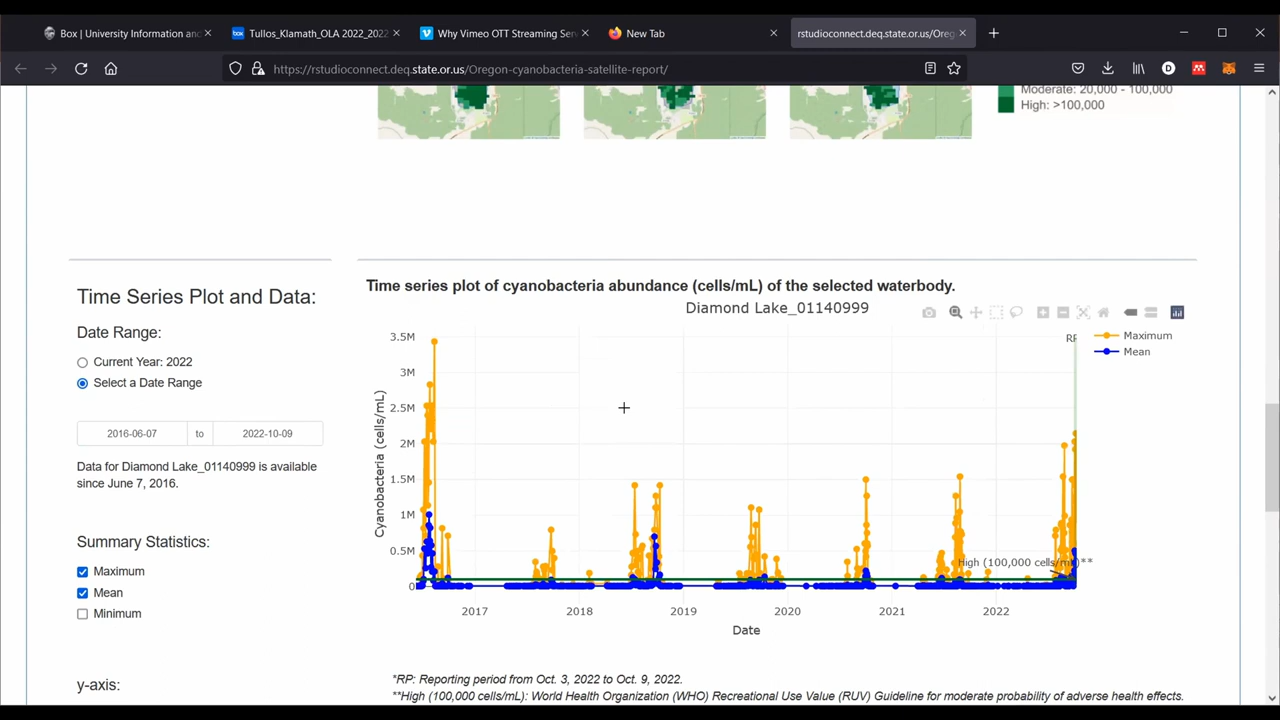 Box | University Information and
Tullos_Klamath_OLA 2022_2022
Why Vimeo OTT Streaming Serv
New Tab
rstudioconnect.deq.state.or.us/Oreg
https://rstudioconnect.deq.state.or.us/Oregon-cyanobacteria-satellite-report/
Moderate: 20,000 - 100,000
High: >100,000
Time Series Plot and Data:
Date Range:
Current Year: 2022
Select a Date Range
2016-06-07 to 2022-10-09
Data for Diamond Lake_01140999 is available
since June 7, 2016.
Summary Statistics:
Maximum
Mean
Minimum
y-axis:
Time series plot of cyanobacteria abundance (cells/mL) of the selected waterbody.
Diamond Lake_01140999
RP
Maximum
Mean
Cyanobacteria (cells/mL)
3.5M
3M
2.5M
2M
1.5M
1M
0.5M
0
High (100,000 cells/mL)**
2017 2018 2019 2020 2021 2022
Date
*RP: Reporting period from Oct. 3, 2022 to Oct. 9, 2022.
**High (100,000 cells/mL): World Health Organization (WHO) Recreational Use Value (RUV) Guideline for moderate probability of adverse health effects.